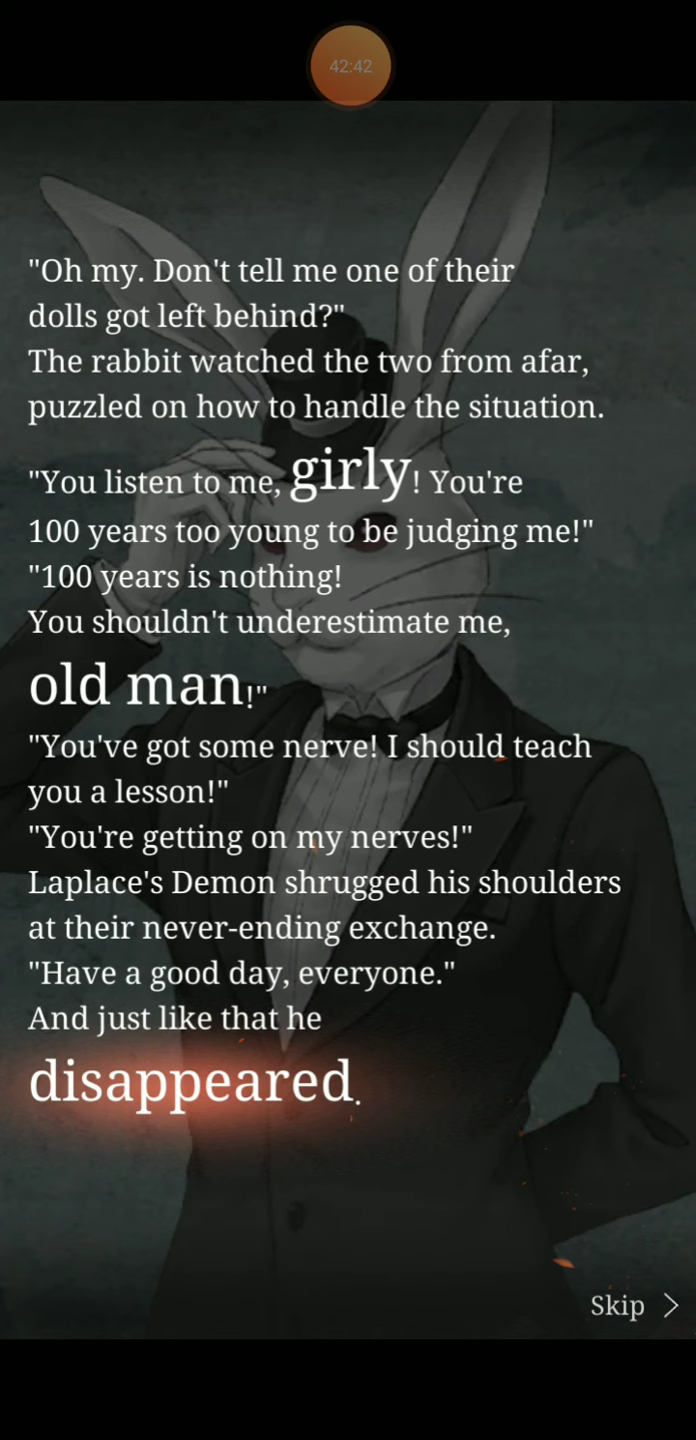 42:42
"Oh my. Don't tell me one of their
dolls got left behind?"
The rabbit watched the two from afar,
puzzled on how to handle the situation.
"You listen to me, girly! You're
100 years too young to be judging me!"
"100 years is nothing!
You shouldn't underestimate me,
old man!"
"You've got some nerve! I should teach
you a lesson!"
"You're getting on my nerves!"
Laplace's Demon shrugged his shoulders
at their never-ending exchange.
"Have a good day, everyone."
And just like that he
disappeared.
Skip